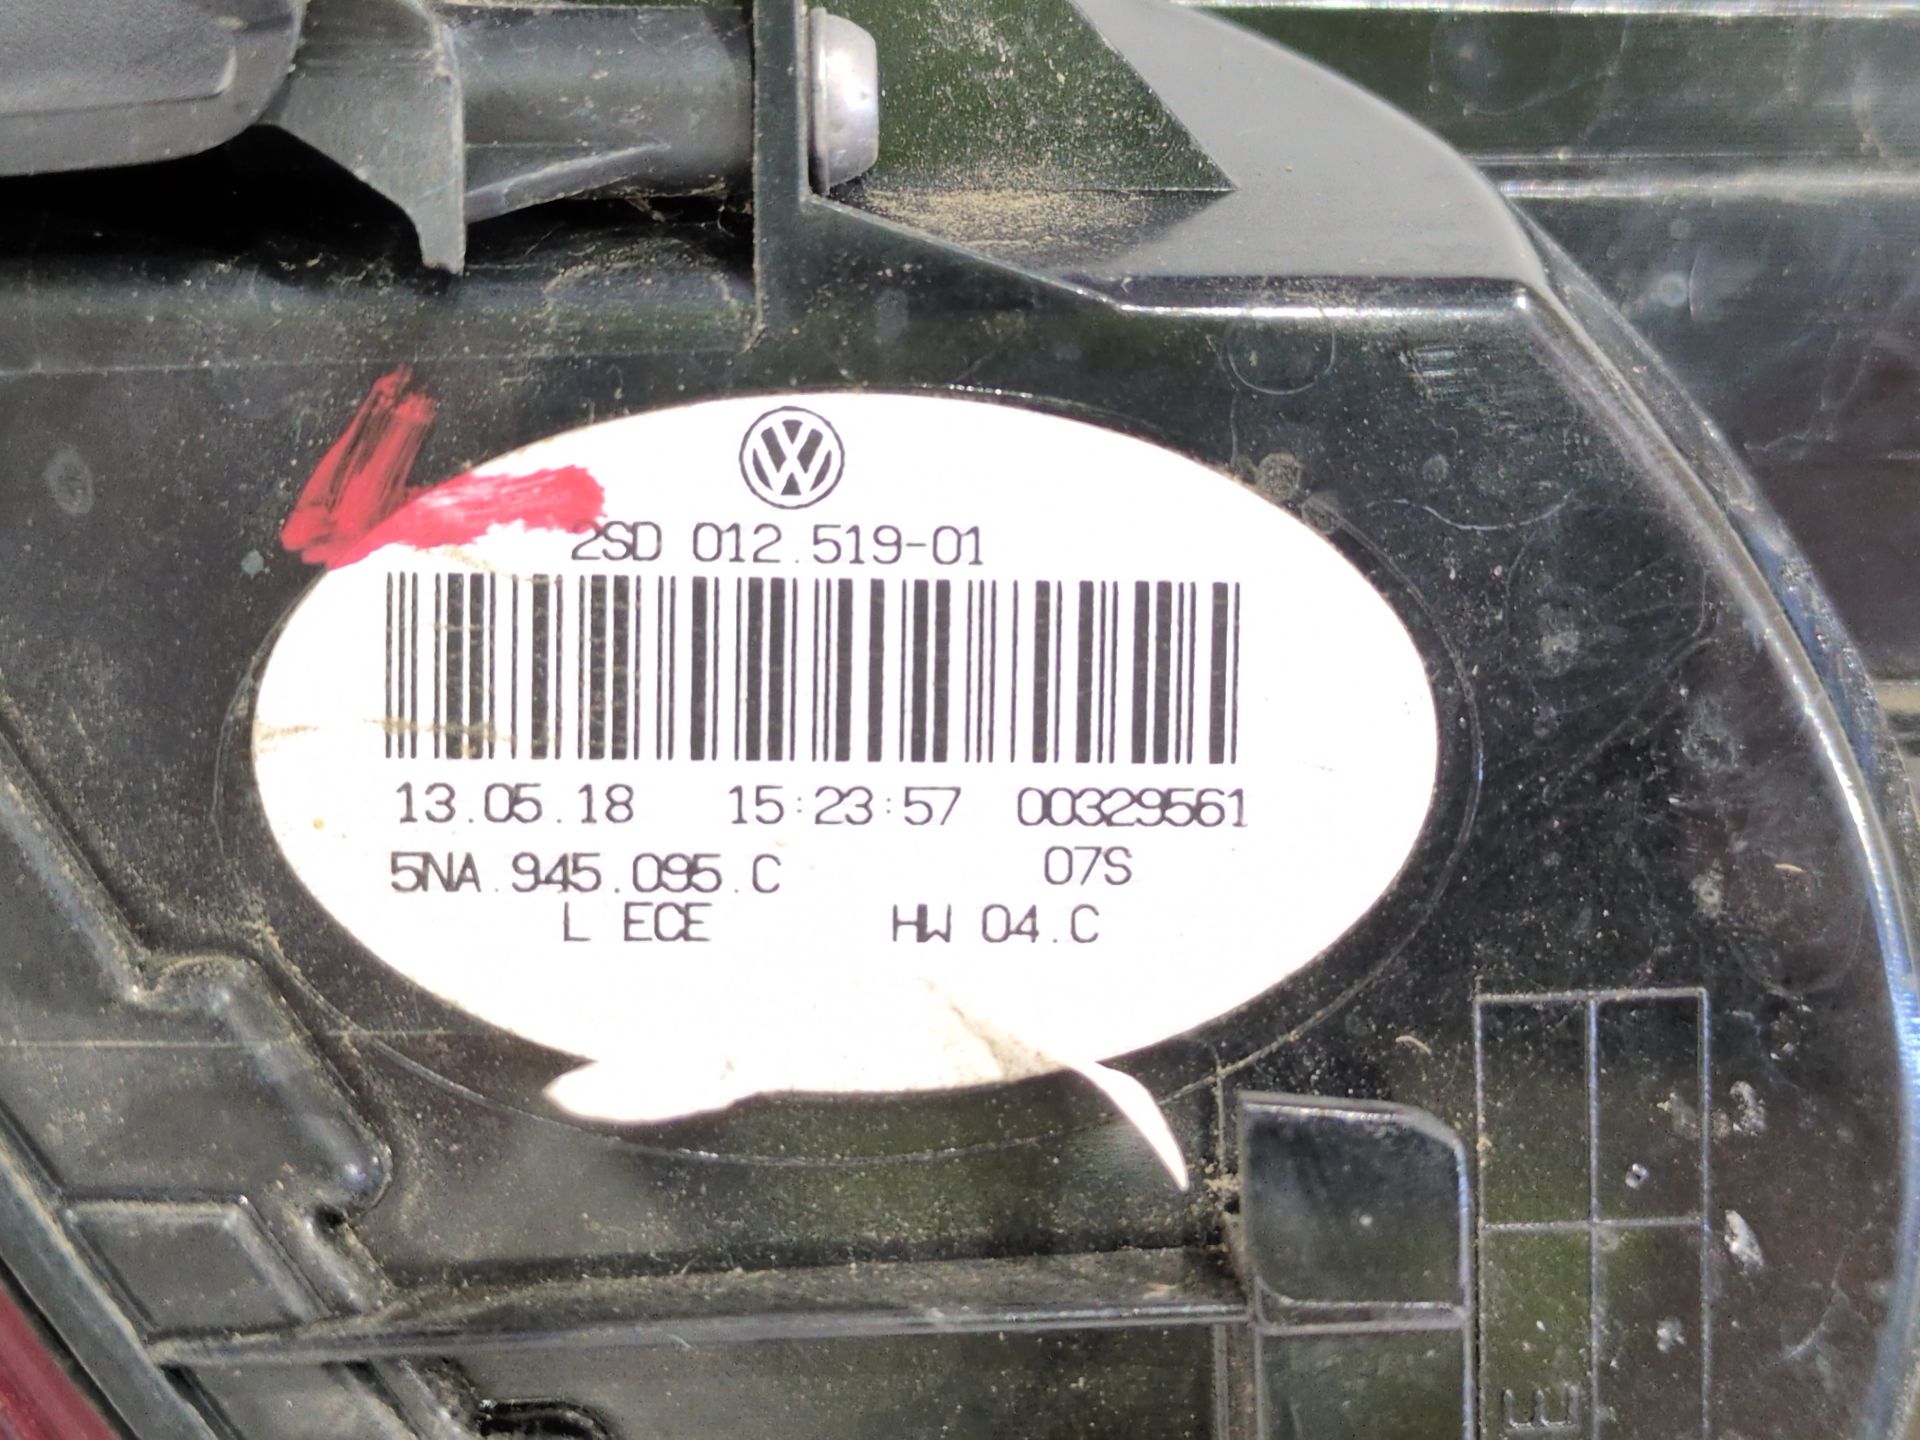 2SD 012.519-01
13.05.18 15:23:57 00329561
5NA.945.095.C 07S
L ECE HW 04.C
E